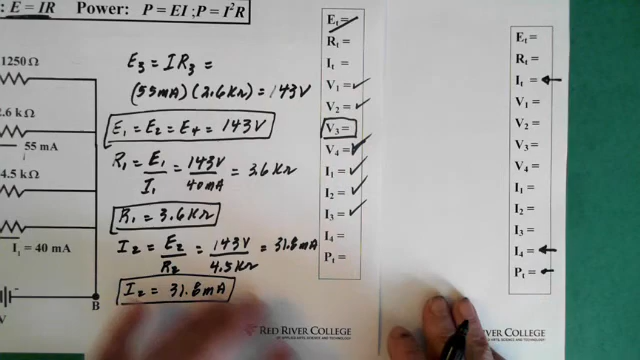 : E = IR Power: P = EI ; P = I²R
1250 Ω
2.6 kΩ
55 mA
4.5 kΩ
I₁ = 40 mA
B
V
E₃ = IR₃ =
(55mA)(2.6KΩ) = 143V
E₁ = E₂ = E₄ = 143V
R₁ = E₁/I₁ = 143V/40mA = 3.6KΩ
R₁ = 3.6KΩ
I₂ = E₂/R₂ = 143V/4.5KΩ = 31.8mA
I₂ = 31.8mA
Eₜ =
Rₜ =
Iₜ =
V₁ =
V₂ =
V₃ =
V₄ =
I₁ =
I₂ =
I₃ =
I₄ =
Pₜ =
RED RIVER COLLEGE
OF APPLIED ARTS, SCIENCE AND TECHNOLOGY
Eₜ =
Rₜ =
Iₜ =
V₁ =
V₂ =
V₃ =
V₄ =
I₁ =
I₂ =
I₃ =
I₄ =
Pₜ =
RIVER COLLEGE